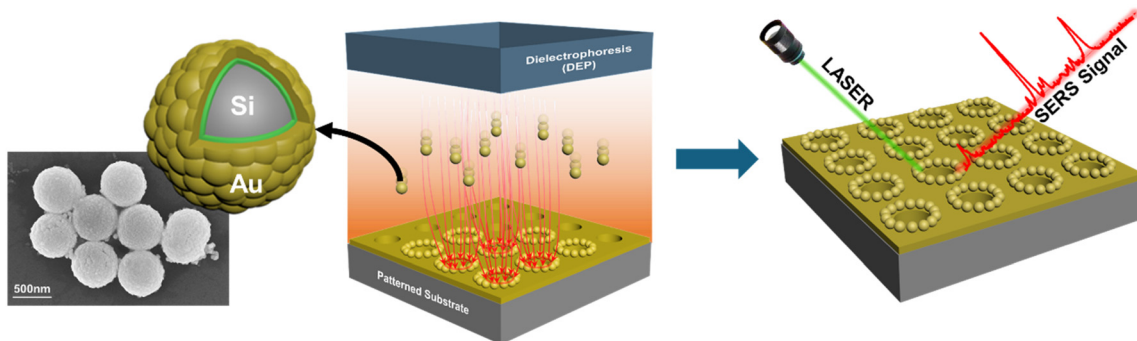 Si
Au
500nm
Dielectrophoresis
(DEP)
Patterned Substrate
LASER
SERS Signal